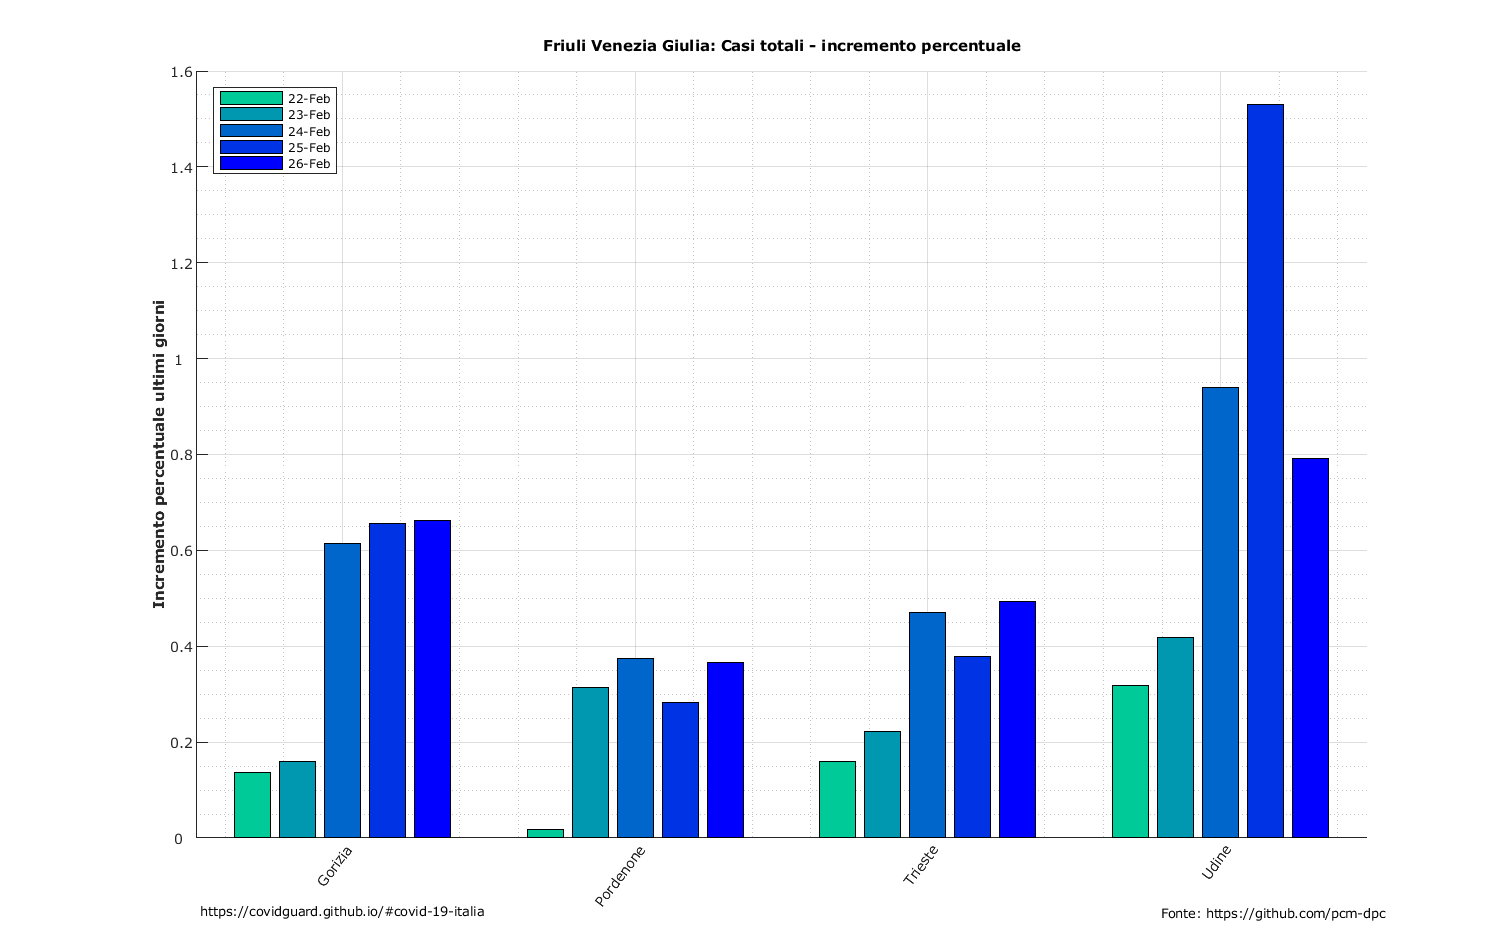 Friuli Venezia Giulia: Casi totali - incremento percentuale
1.6
1.4
1.2
1
0.8
0.6
0.4
0.2
0
Incremento percentuale ultimi giorni
22-Feb
23-Feb
24-Feb
25-Feb
26-Feb
Gorizia
Pordenone
Trieste
Udine
https://covidguard.github.io/#covid-19-italia
Fonte: https://github.com/pcm-dpc